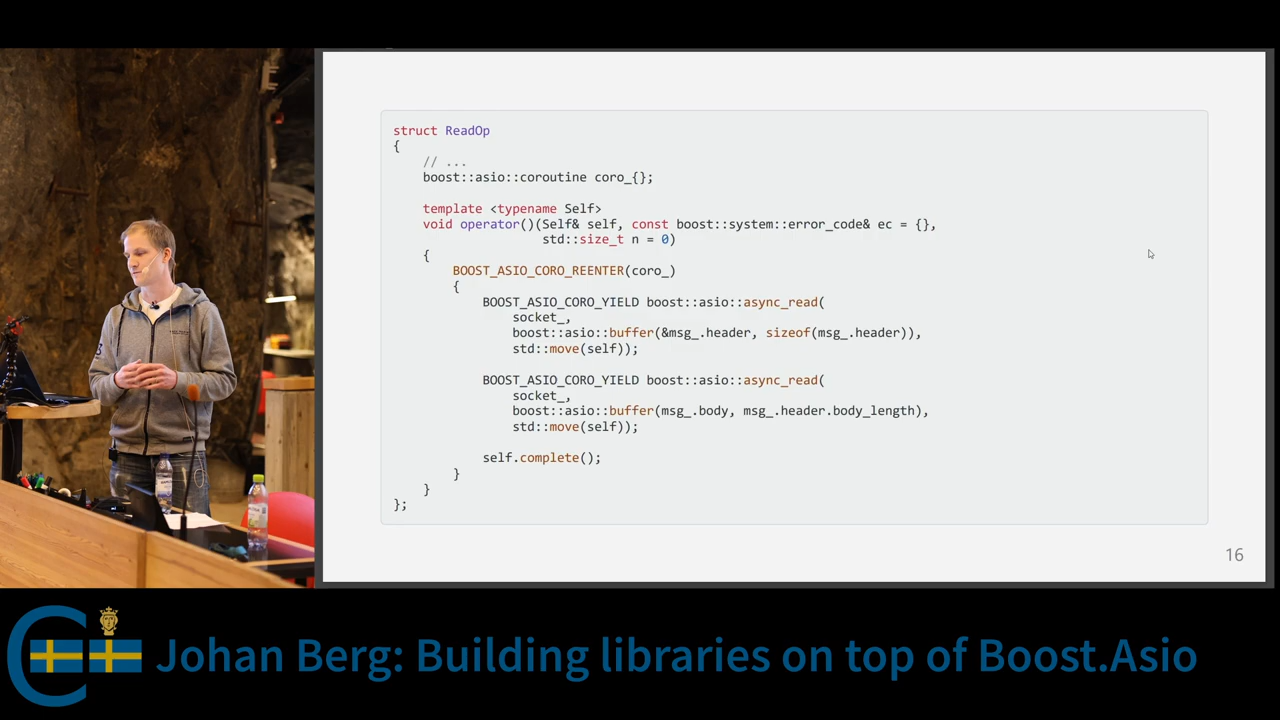 struct ReadOp
{
    // ...
    boost::asio::coroutine coro_{};

    template <typename Self>
    void operator()(Self& self, const boost::system::error_code& ec = {},
                    std::size_t n = 0)
    {
        BOOST_ASIO_CORO_REENTER(coro_)
        {
            BOOST_ASIO_CORO_YIELD boost::asio::async_read(
                socket_,
                boost::asio::buffer(&msg_.header, sizeof(msg_.header)),
                std::move(self));

            BOOST_ASIO_CORO_YIELD boost::asio::async_read(
                socket_,
                boost::asio::buffer(msg_.body, msg_.header.body_length),
                std::move(self));

            self.complete();
        }
    }
};
16
Johan Berg: Building libraries on top of Boost.Asio